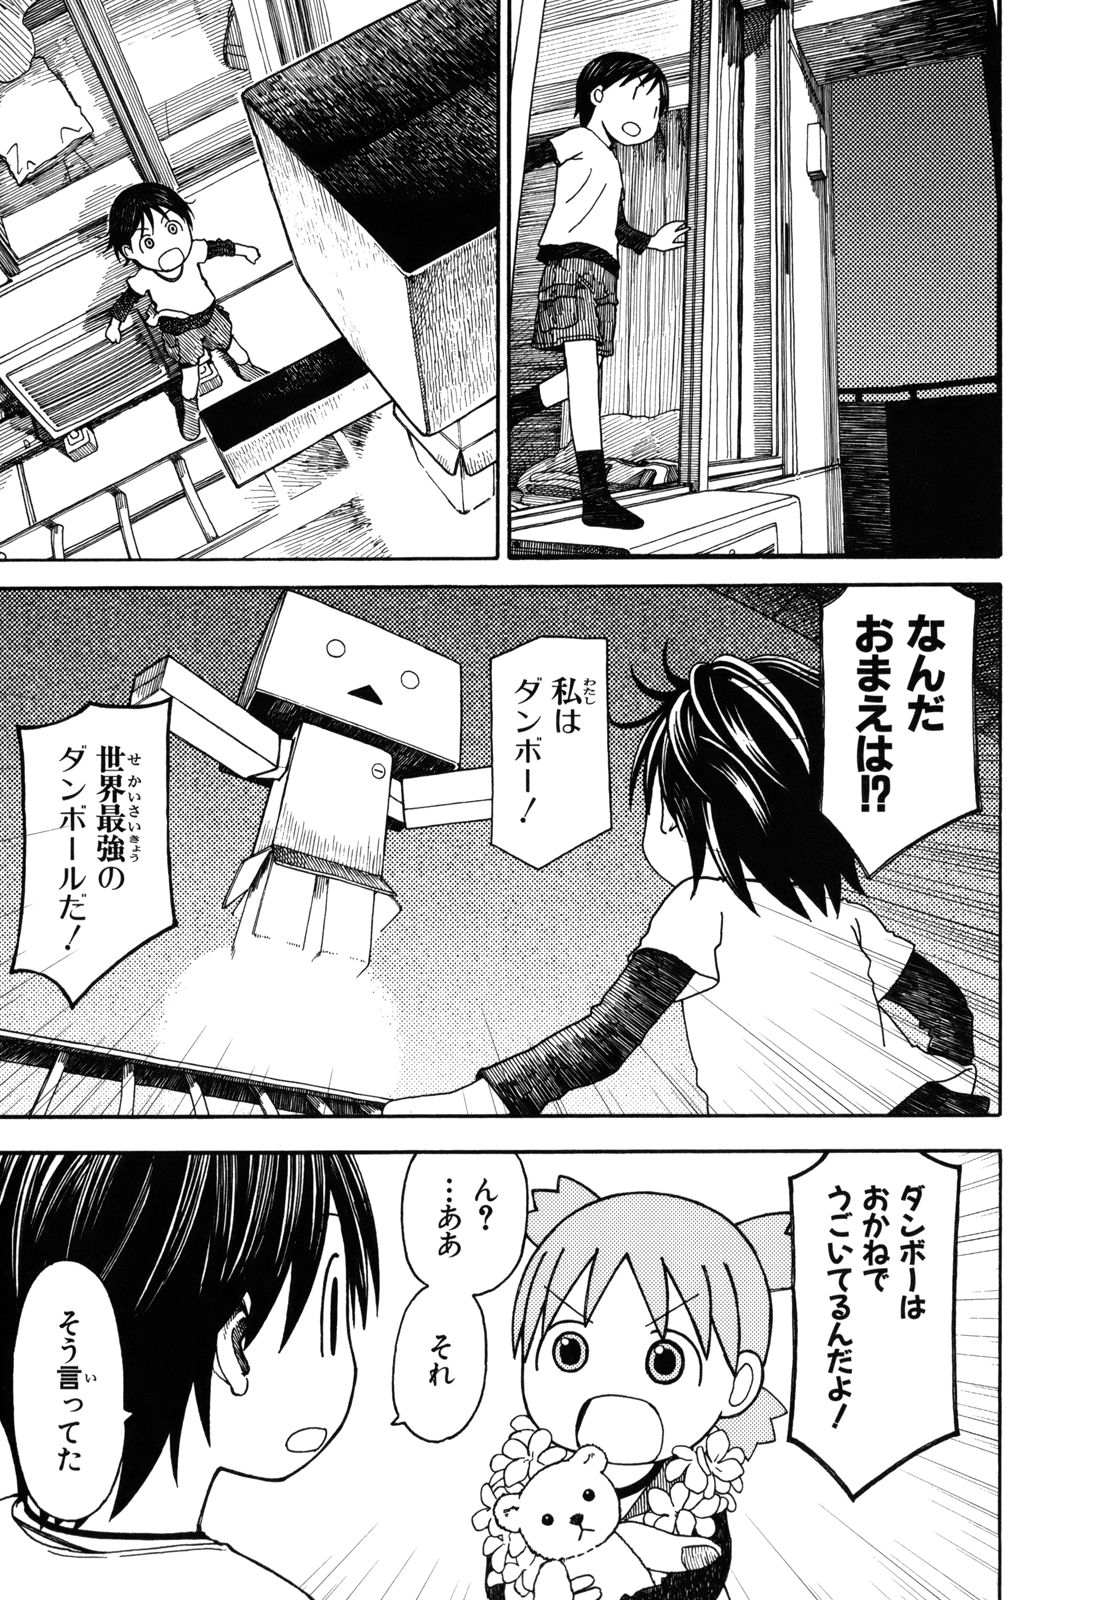 なんだ
おまえは!?
私は
ダンボー！
世界最強の
ダンボールだ！
ダンボーは
おかねで
うごいてるんだよ！
ん？
…ああ
それ
そう言ってた